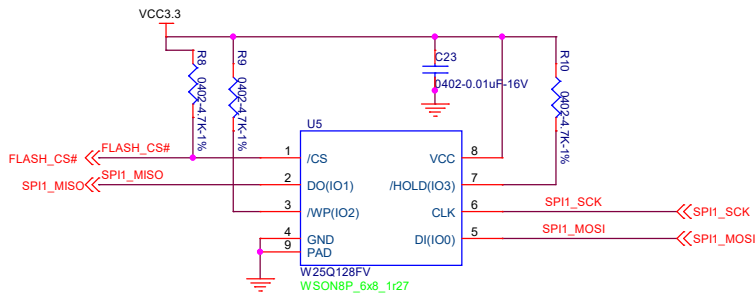 VCC3.3
R8
0402-4.7K-1%
R9
0402-4.7K-1%
C23
0402-0.01uF-16V
R10
0402-4.7K-1%
U5
FLASH_CS#
FLASH_CS#
1
/CS
VCC
8
SPI1_MISO
SPI1_MISO
2
DO(IO1)
/HOLD(IO3)
7
3
/WP(IO2)
CLK
6
SPI1_SCK
SPI1_SCK
4
GND
DI(IO0)
5
SPI1_MOSI
SPI1_MOSI
9
PAD
W25Q128FV
WSON8P_6x8_1r27